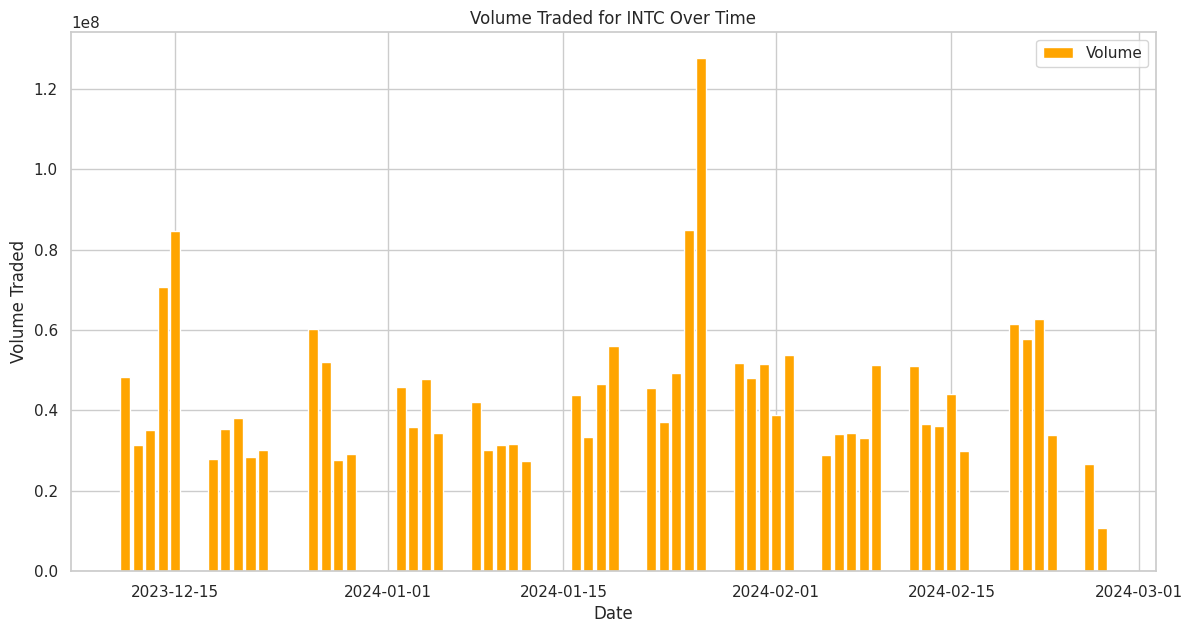 Volume Traded for INTC Over Time
1e8
Volume
1.2
1.0
0.8
0.6
0.4
0.2
0.0
Volume Traded
2023-12-15 2024-01-01 2024-01-15 2024-02-01 2024-02-15 2024-03-01
Date